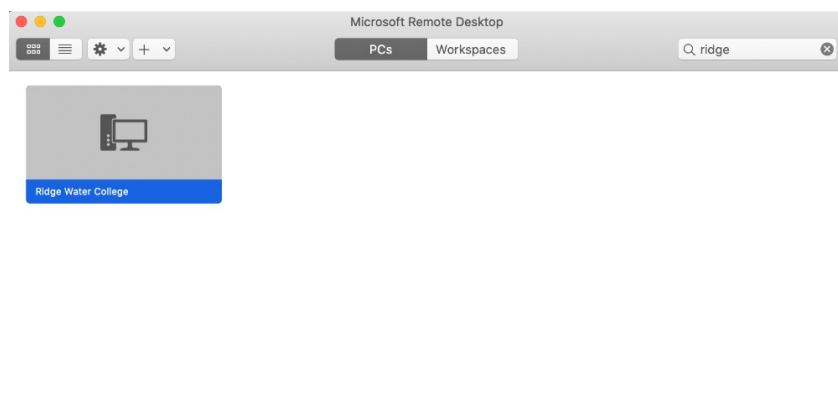 Microsoft Remote Desktop
PCs Workspaces ridge
Ridge Water College